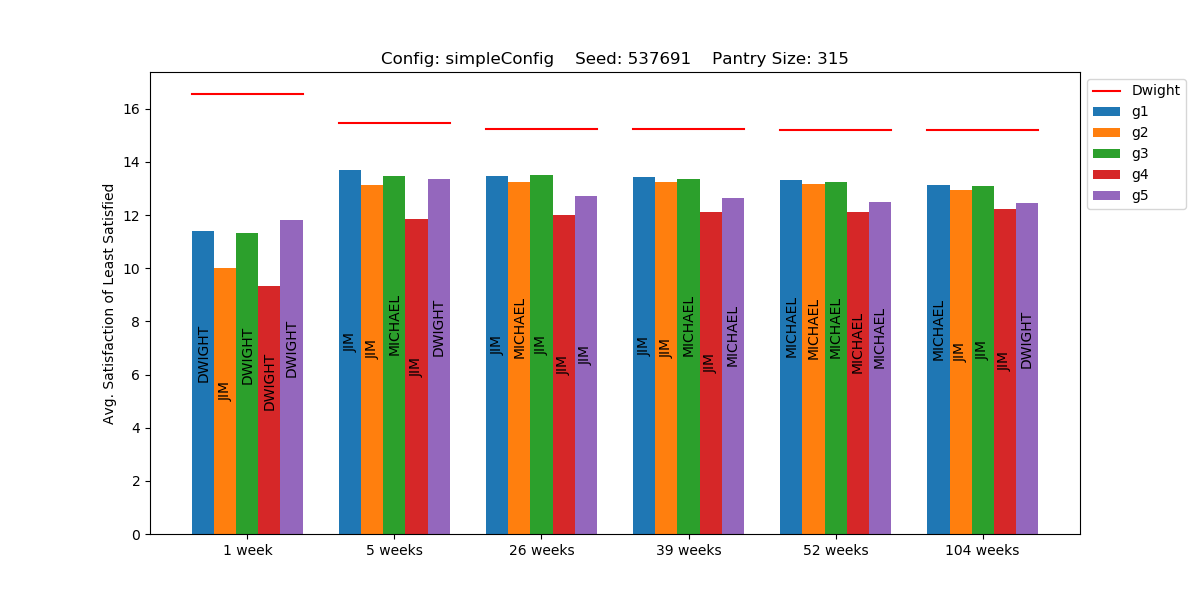 Config: simpleConfig    Seed: 537691    Pantry Size: 315
Avg. Satisfaction of Least Satisfied
16
14
12
10
8
6
4
2
0
DWIGHT
JIM
DWIGHT
DWIGHT
DWIGHT
JIM
JIM
MICHAEL
JIM
DWIGHT
JIM
MICHAEL
JIM
JIM
JIM
JIM
JIM
MICHAEL
JIM
MICHAEL
MICHAEL
MICHAEL
MICHAEL
MICHAEL
MICHAEL
MICHAEL
JIM
JIM
JIM
DWIGHT
1 week
5 weeks
26 weeks
39 weeks
52 weeks
104 weeks
Dwight
g1
g2
g3
g4
g5